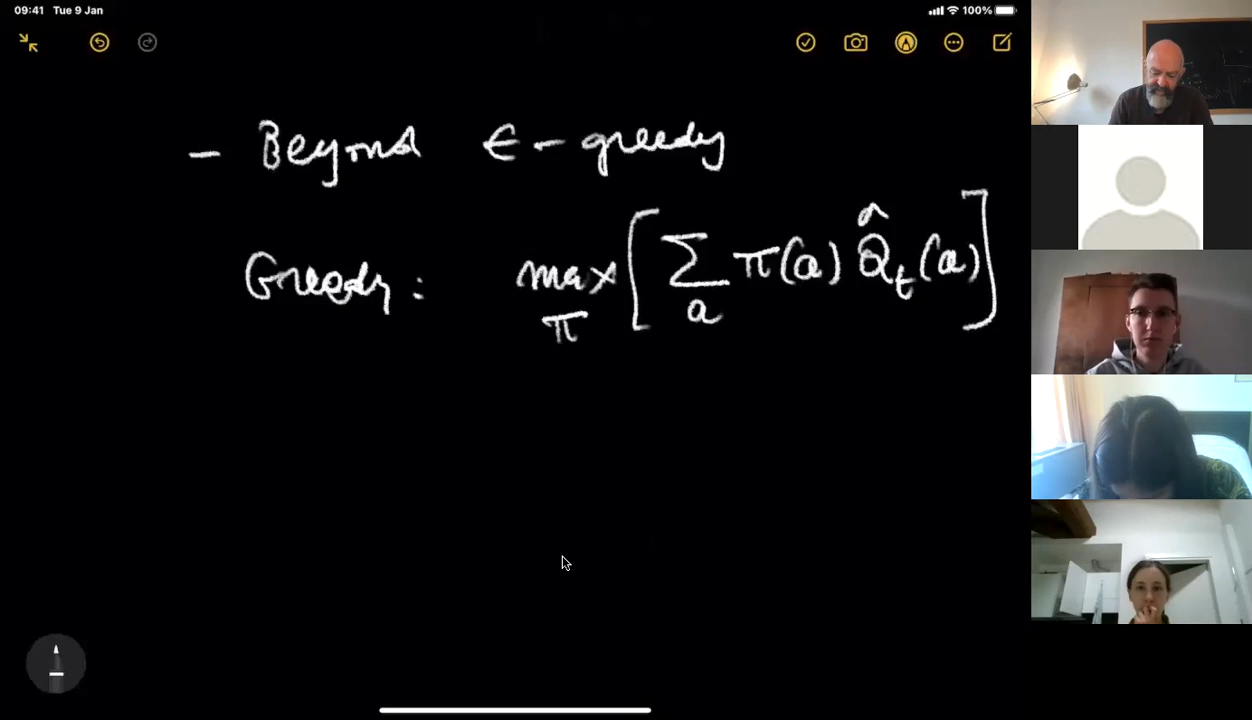 09:41 Tue 9 Jan 100%
- Beyond ϵ-greedy
Greedy: max_π [ Σ_a π(a) Q̂_t(a) ]